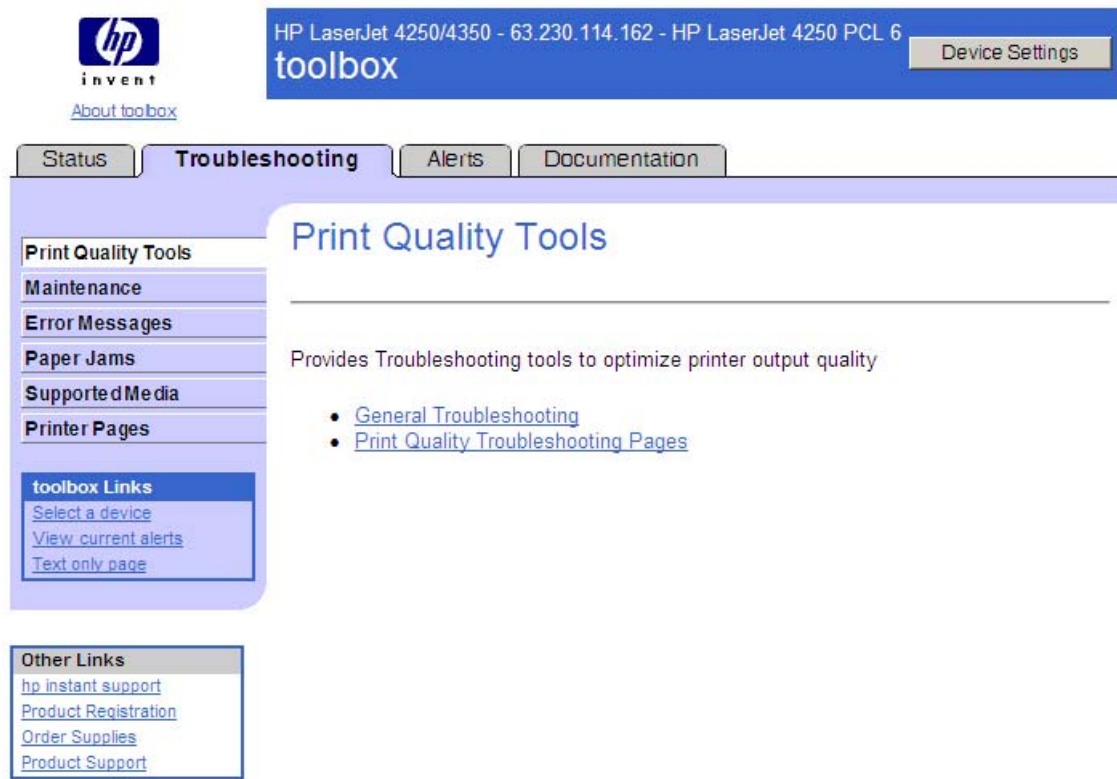 hp
invent
About toolbox
HP LaserJet 4250/4350 - 63.230.114.162 - HP LaserJet 4250 PCL 6
toolbox
Device Settings
Status
Troubleshooting
Alerts
Documentation
Print Quality Tools
Maintenance
Error Messages
Paper Jams
Supported Media
Printer Pages
toolbox Links
Select a device
View current alerts
Text only page
Other Links
hp instant support
Product Registration
Order Supplies
Product Support
Print Quality Tools
Provides Troubleshooting tools to optimize printer output quality
• General Troubleshooting
• Print Quality Troubleshooting Pages